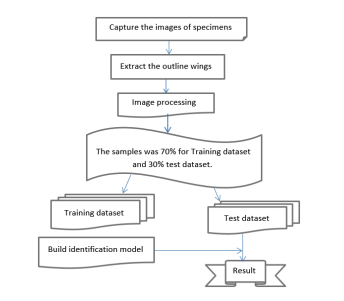 Capture the images of specimens
Extract the outline wings
Image processing
The samples was 70% for Training dataset
and 30% test dataset.
Training dataset
Test dataset
Build identification model
Result